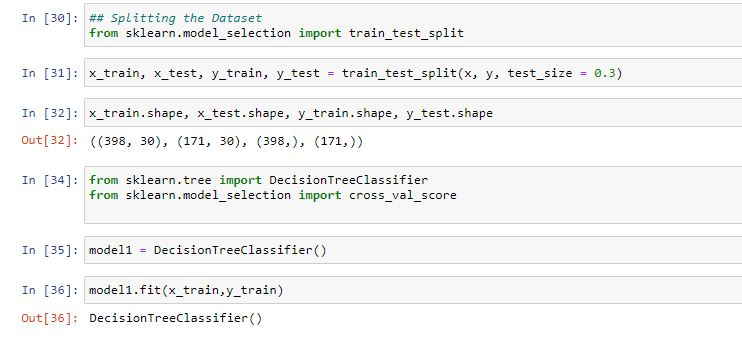 In [30]: ## Splitting the Dataset
from sklearn.model_selection import train_test_split
In [31]: x_train, x_test, y_train, y_test = train_test_split(x, y, test_size = 0.3)
In [32]: x_train.shape, x_test.shape, y_train.shape, y_test.shape
Out[32]: ((398, 30), (171, 30), (398,), (171,))
In [34]: from sklearn.tree import DecisionTreeClassifier
from sklearn.model_selection import cross_val_score
In [35]: model1 = DecisionTreeClassifier()
In [36]: model1.fit(x_train,y_train)
Out[36]: DecisionTreeClassifier()